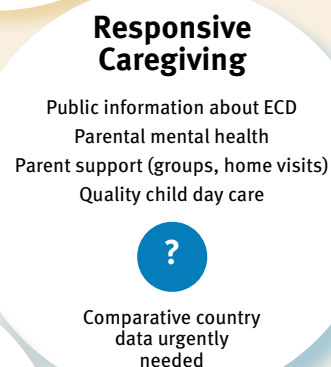 Responsive
Caregiving
Public information about ECD
Parental mental health
Parent support (groups, home visits)
Quality child day care
?
Comparative country
data urgently
needed